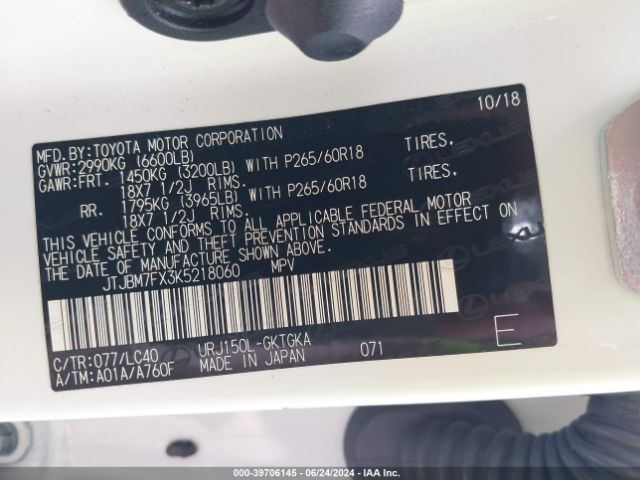 10/18
MFD.BY:TOYOTA MOTOR CORPORATION
GVWR:2990KG (6600LB)
GAWR:FRT. 1450KG (3200LB) WITH P265/60R18 TIRES,
18X7 1/2J RIMS.
RR. 1795KG (3965LB) WITH P265/60R18 TIRES,
18X7 1/2J RIMS.
THIS VEHICLE CONFORMS TO ALL APPLICABLE FEDERAL MOTOR
VEHICLE SAFETY AND THEFT PREVENTION STANDARDS IN EFFECT ON
THE DATE OF MANUFACTURE SHOWN ABOVE.
JTJBM7FX3K5218060 MPV
C/TR:077/LC40 URJ150L-GKTGKA
A/TM:A01A/A760F MADE IN JAPAN 071
E
LEXUS
000-39706145 - 06/24/2024 - IAA Inc.